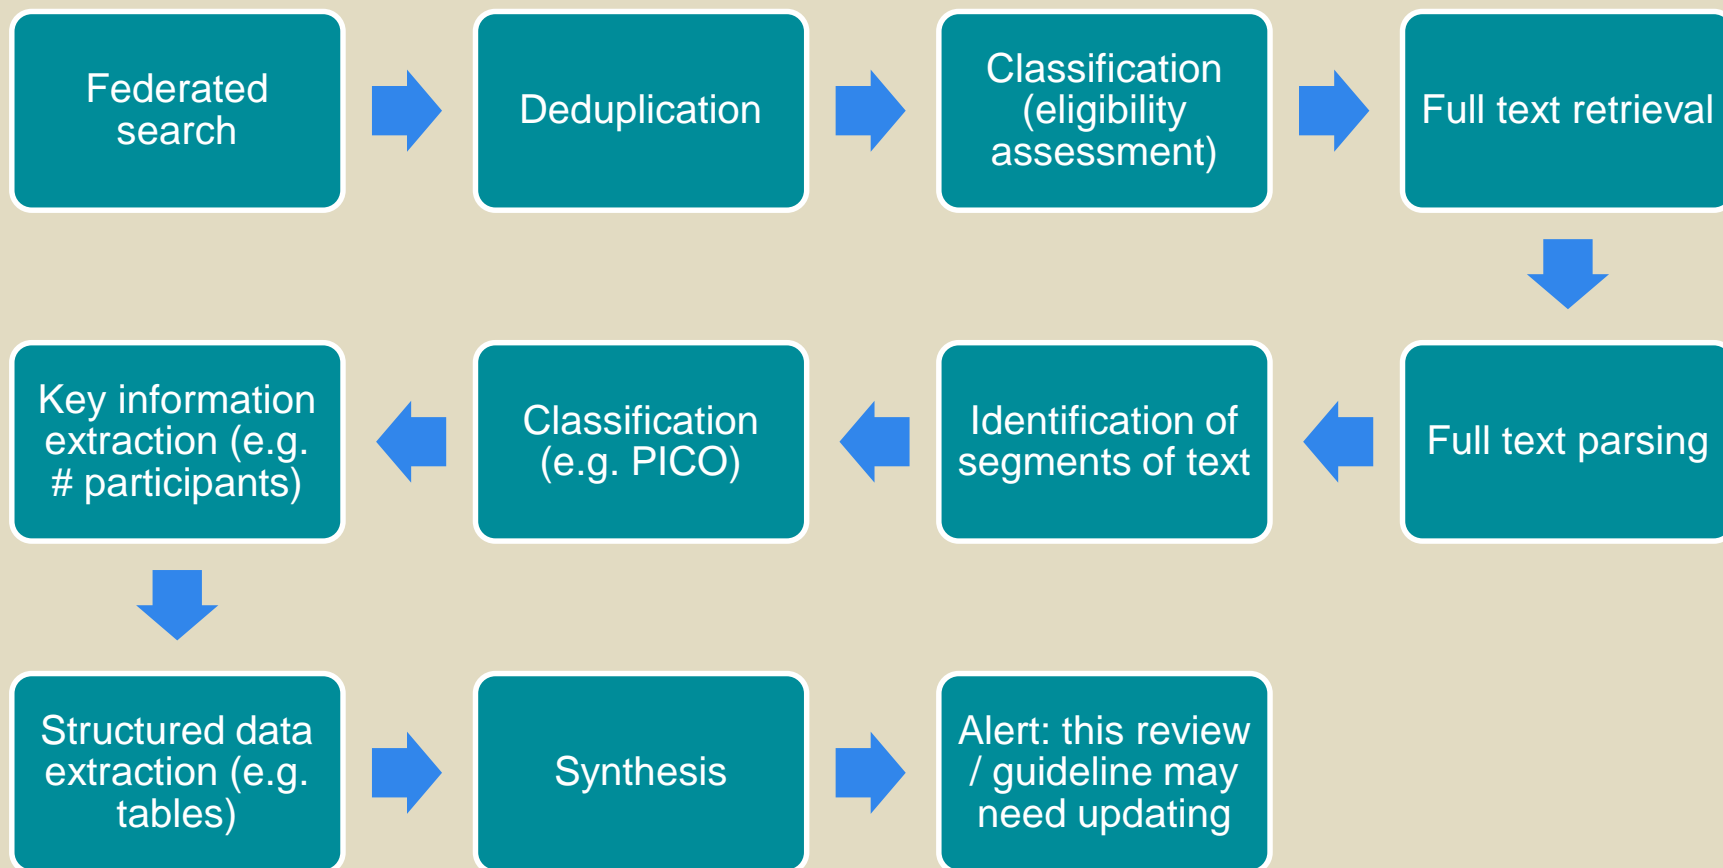 Federated
search
Deduplication
Classification
(eligibility
assessment)
Full text retrieval
Full text parsing
Identification of
segments of text
Classification
(e.g. PICO)
Key information
extraction (e.g.
# participants)
Structured data
extraction (e.g.
tables)
Synthesis
Alert: this review
/ guideline may
need updating